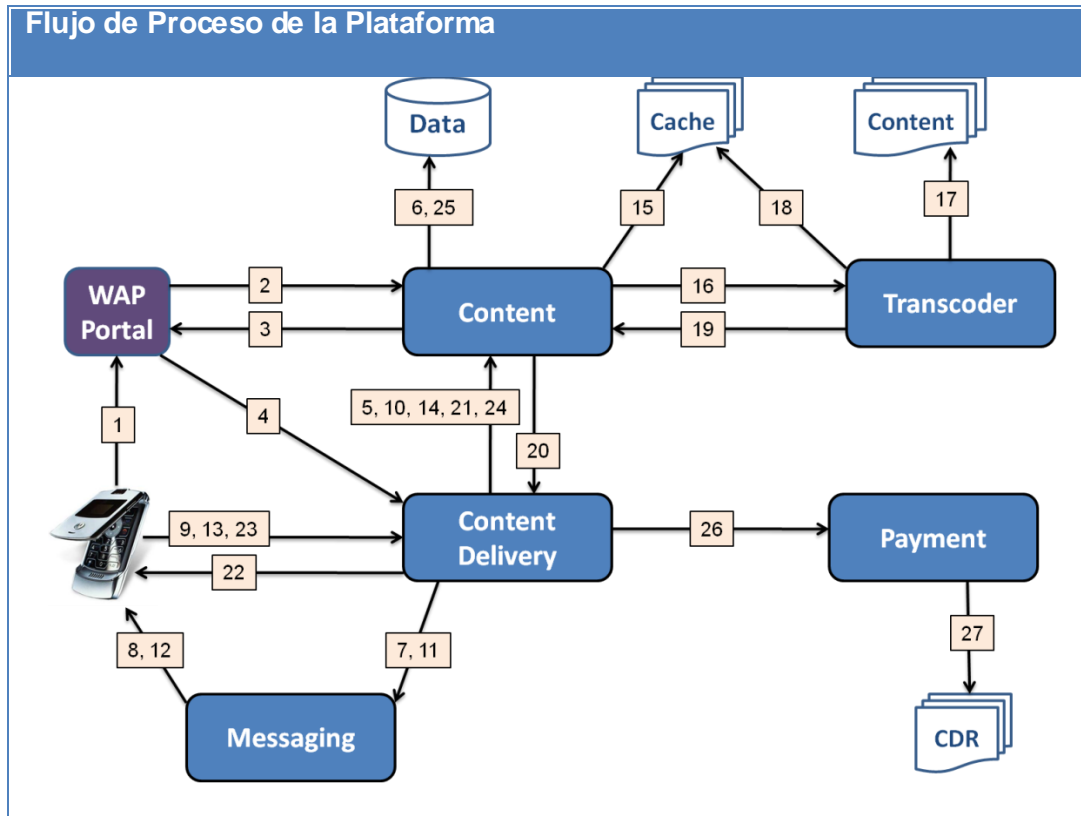 Flujo de Proceso de la Plataforma
Data
Cache
Content
6, 25
15
18
17
WAP
Portal
2
3
Content
16
19
Transcoder
1
4
5, 10, 14, 21, 24
20
9, 13, 23
22
Content
Delivery
26
Payment
8, 12
7, 11
27
Messaging
CDR